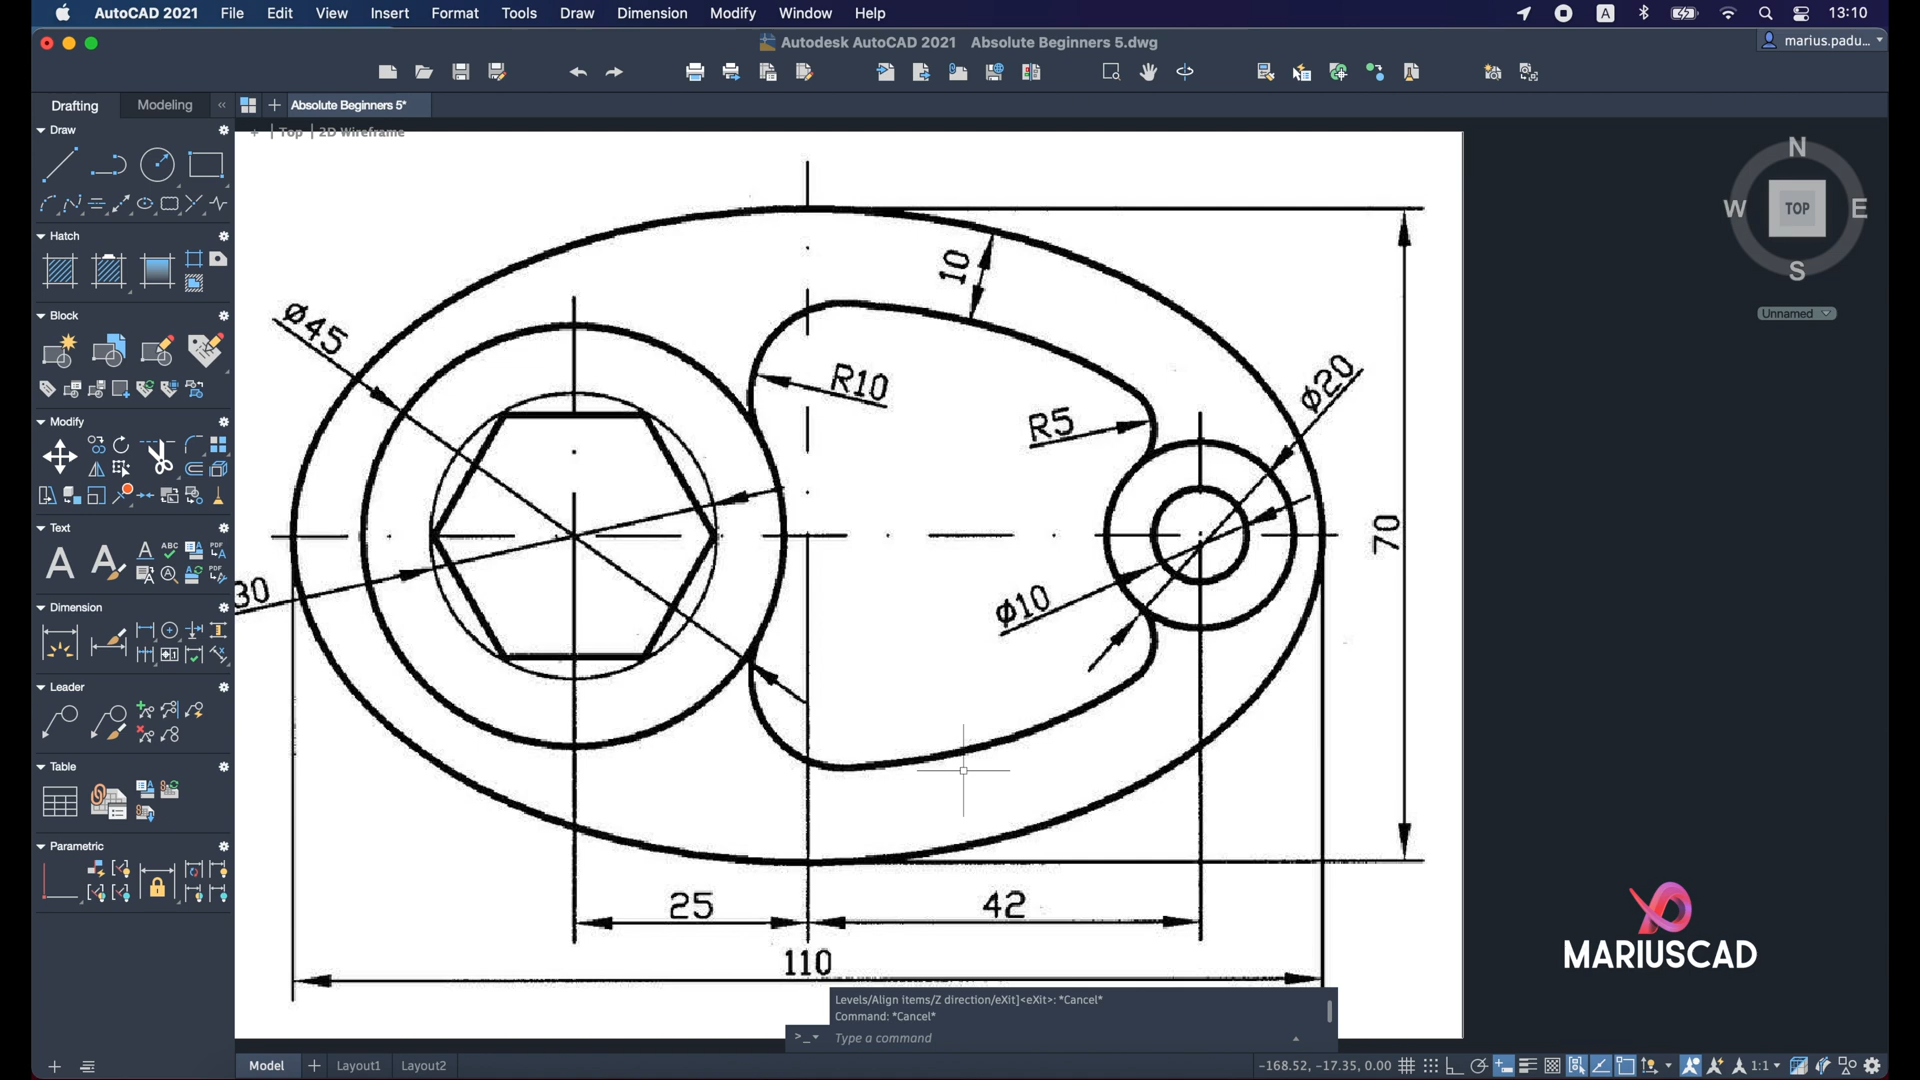 AutoCAD 2021 File Edit View Insert Format Tools Draw Dimension Modify Window Help A 13:10
Autodesk AutoCAD 2021 Absolute Beginners 5.dwg
marius.padu...
Drafting Modeling Absolute Beginners 5*
+ | Top | 2D Wireframe
Draw
Hatch
Block
Modify
Text
Dimension
Leader
Table
Parametric
N
W TOP E
S
Unnamed
10
ø45
R10
R5
ø20
70
30
ø10
25
42
110
MARIUSCAD
Levels/Align items/Z direction/eXit]<eXit>: *Cancel*
Command: *Cancel*
>_ Type a command
Model + Layout1 Layout2
-168.52, -17.35, 0.00 1:1